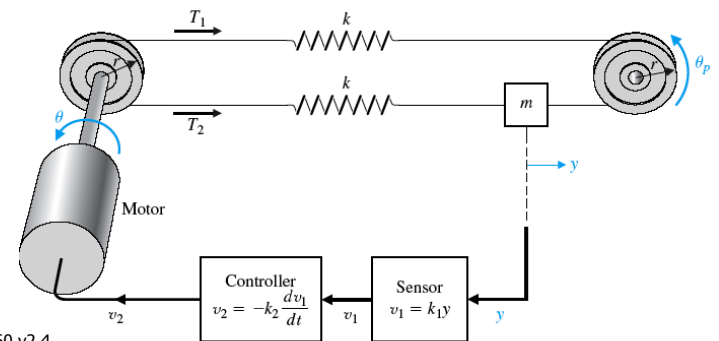 T₁
k
r
r
θₚ
k
m
T₂
θ
y
Motor
Controller
v₂ = −k₂ dv₁/dt
Sensor
v₁ = k₁y
v₂
v₁
y